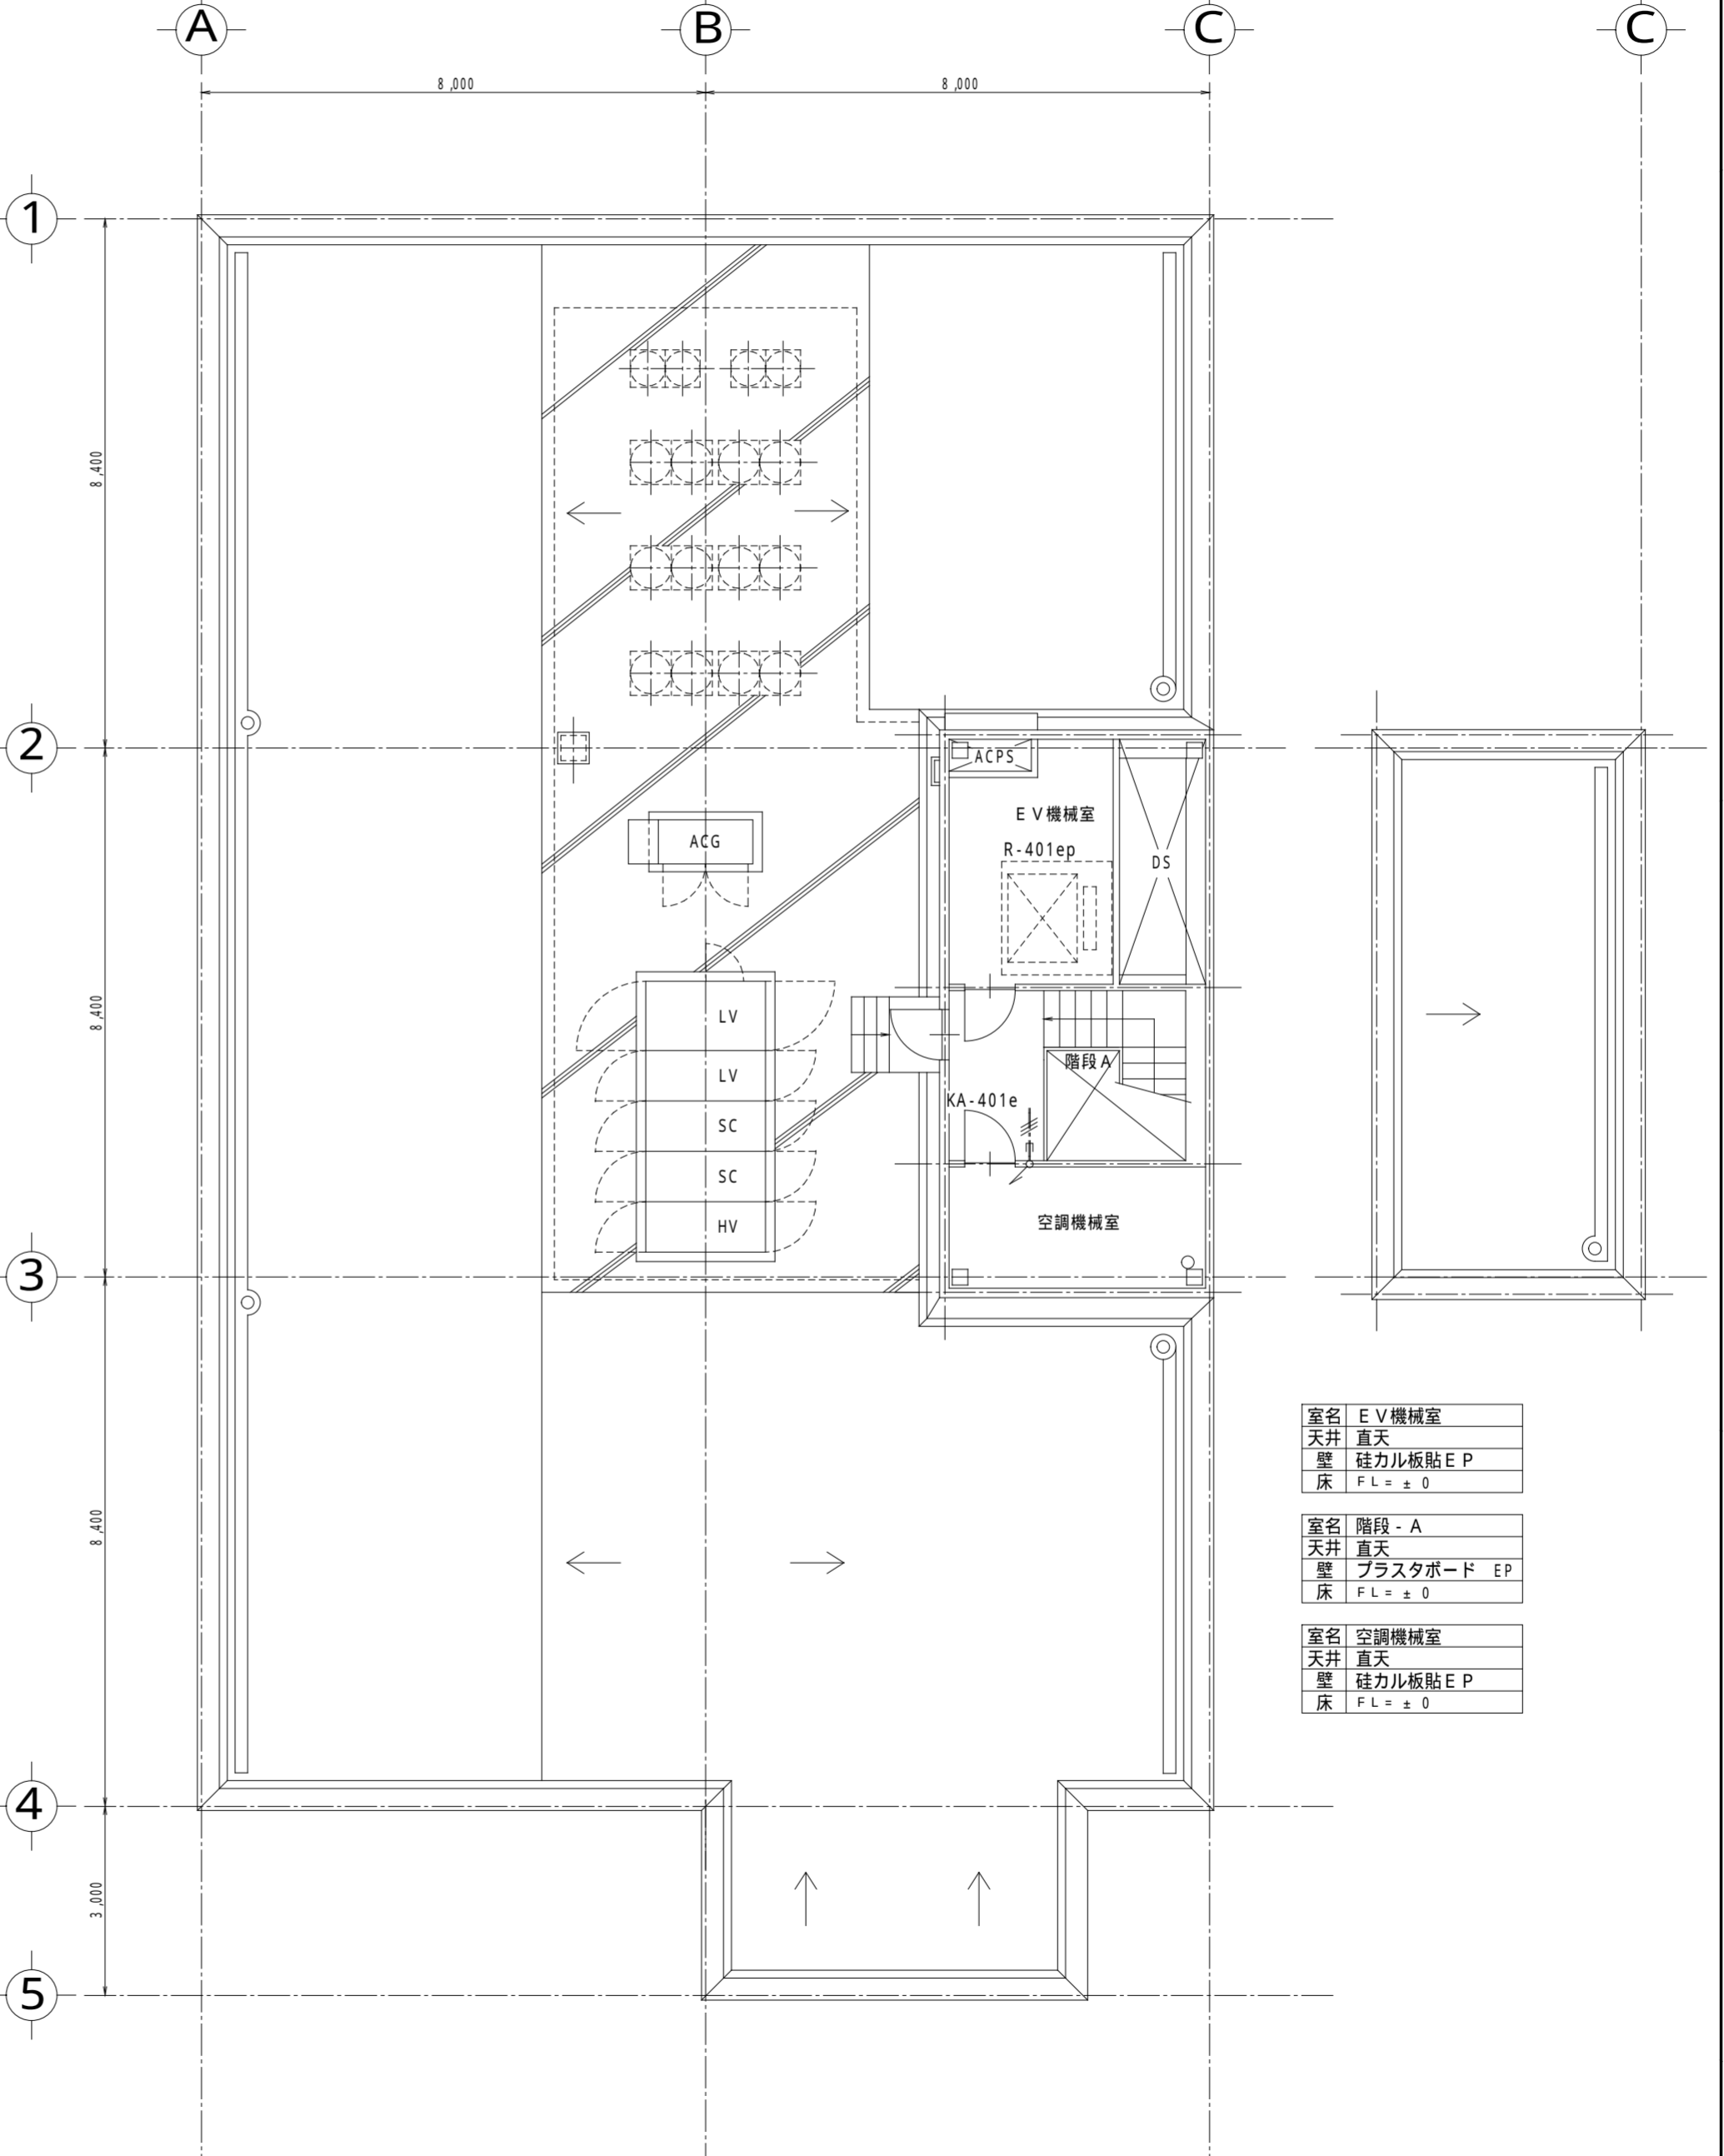 A
B
C
C
8,000
8,000
1
8,400
2
ACPS
EV機械室
ACG
R-401ep
DS
8,400
LV
階段A
LV
KA-401e
SC
SC
空調機械室
HV
3
室名 EV機械室
天井 直天
壁 硅カル板貼EP
床 FL=±0
8,400
室名 階段-A
天井 直天
壁 プラスタボード EP
床 FL=±0
室名 空調機械室
天井 直天
壁 硅カル板貼EP
床 FL=±0
4
3,000
5